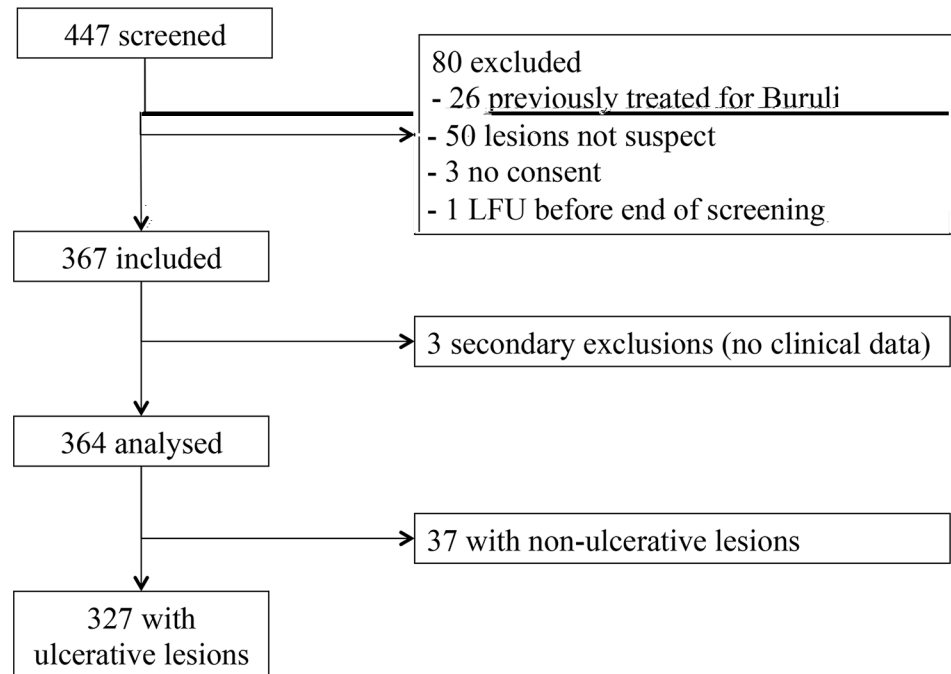 447 screened
80 excluded
- 26 previously treated for Buruli
- 50 lesions not suspect
- 3 no consent
- 1 LFU before end of screening
367 included
3 secondary exclusions (no clinical data)
364 analysed
37 with non-ulcerative lesions
327 with
ulcerative lesions